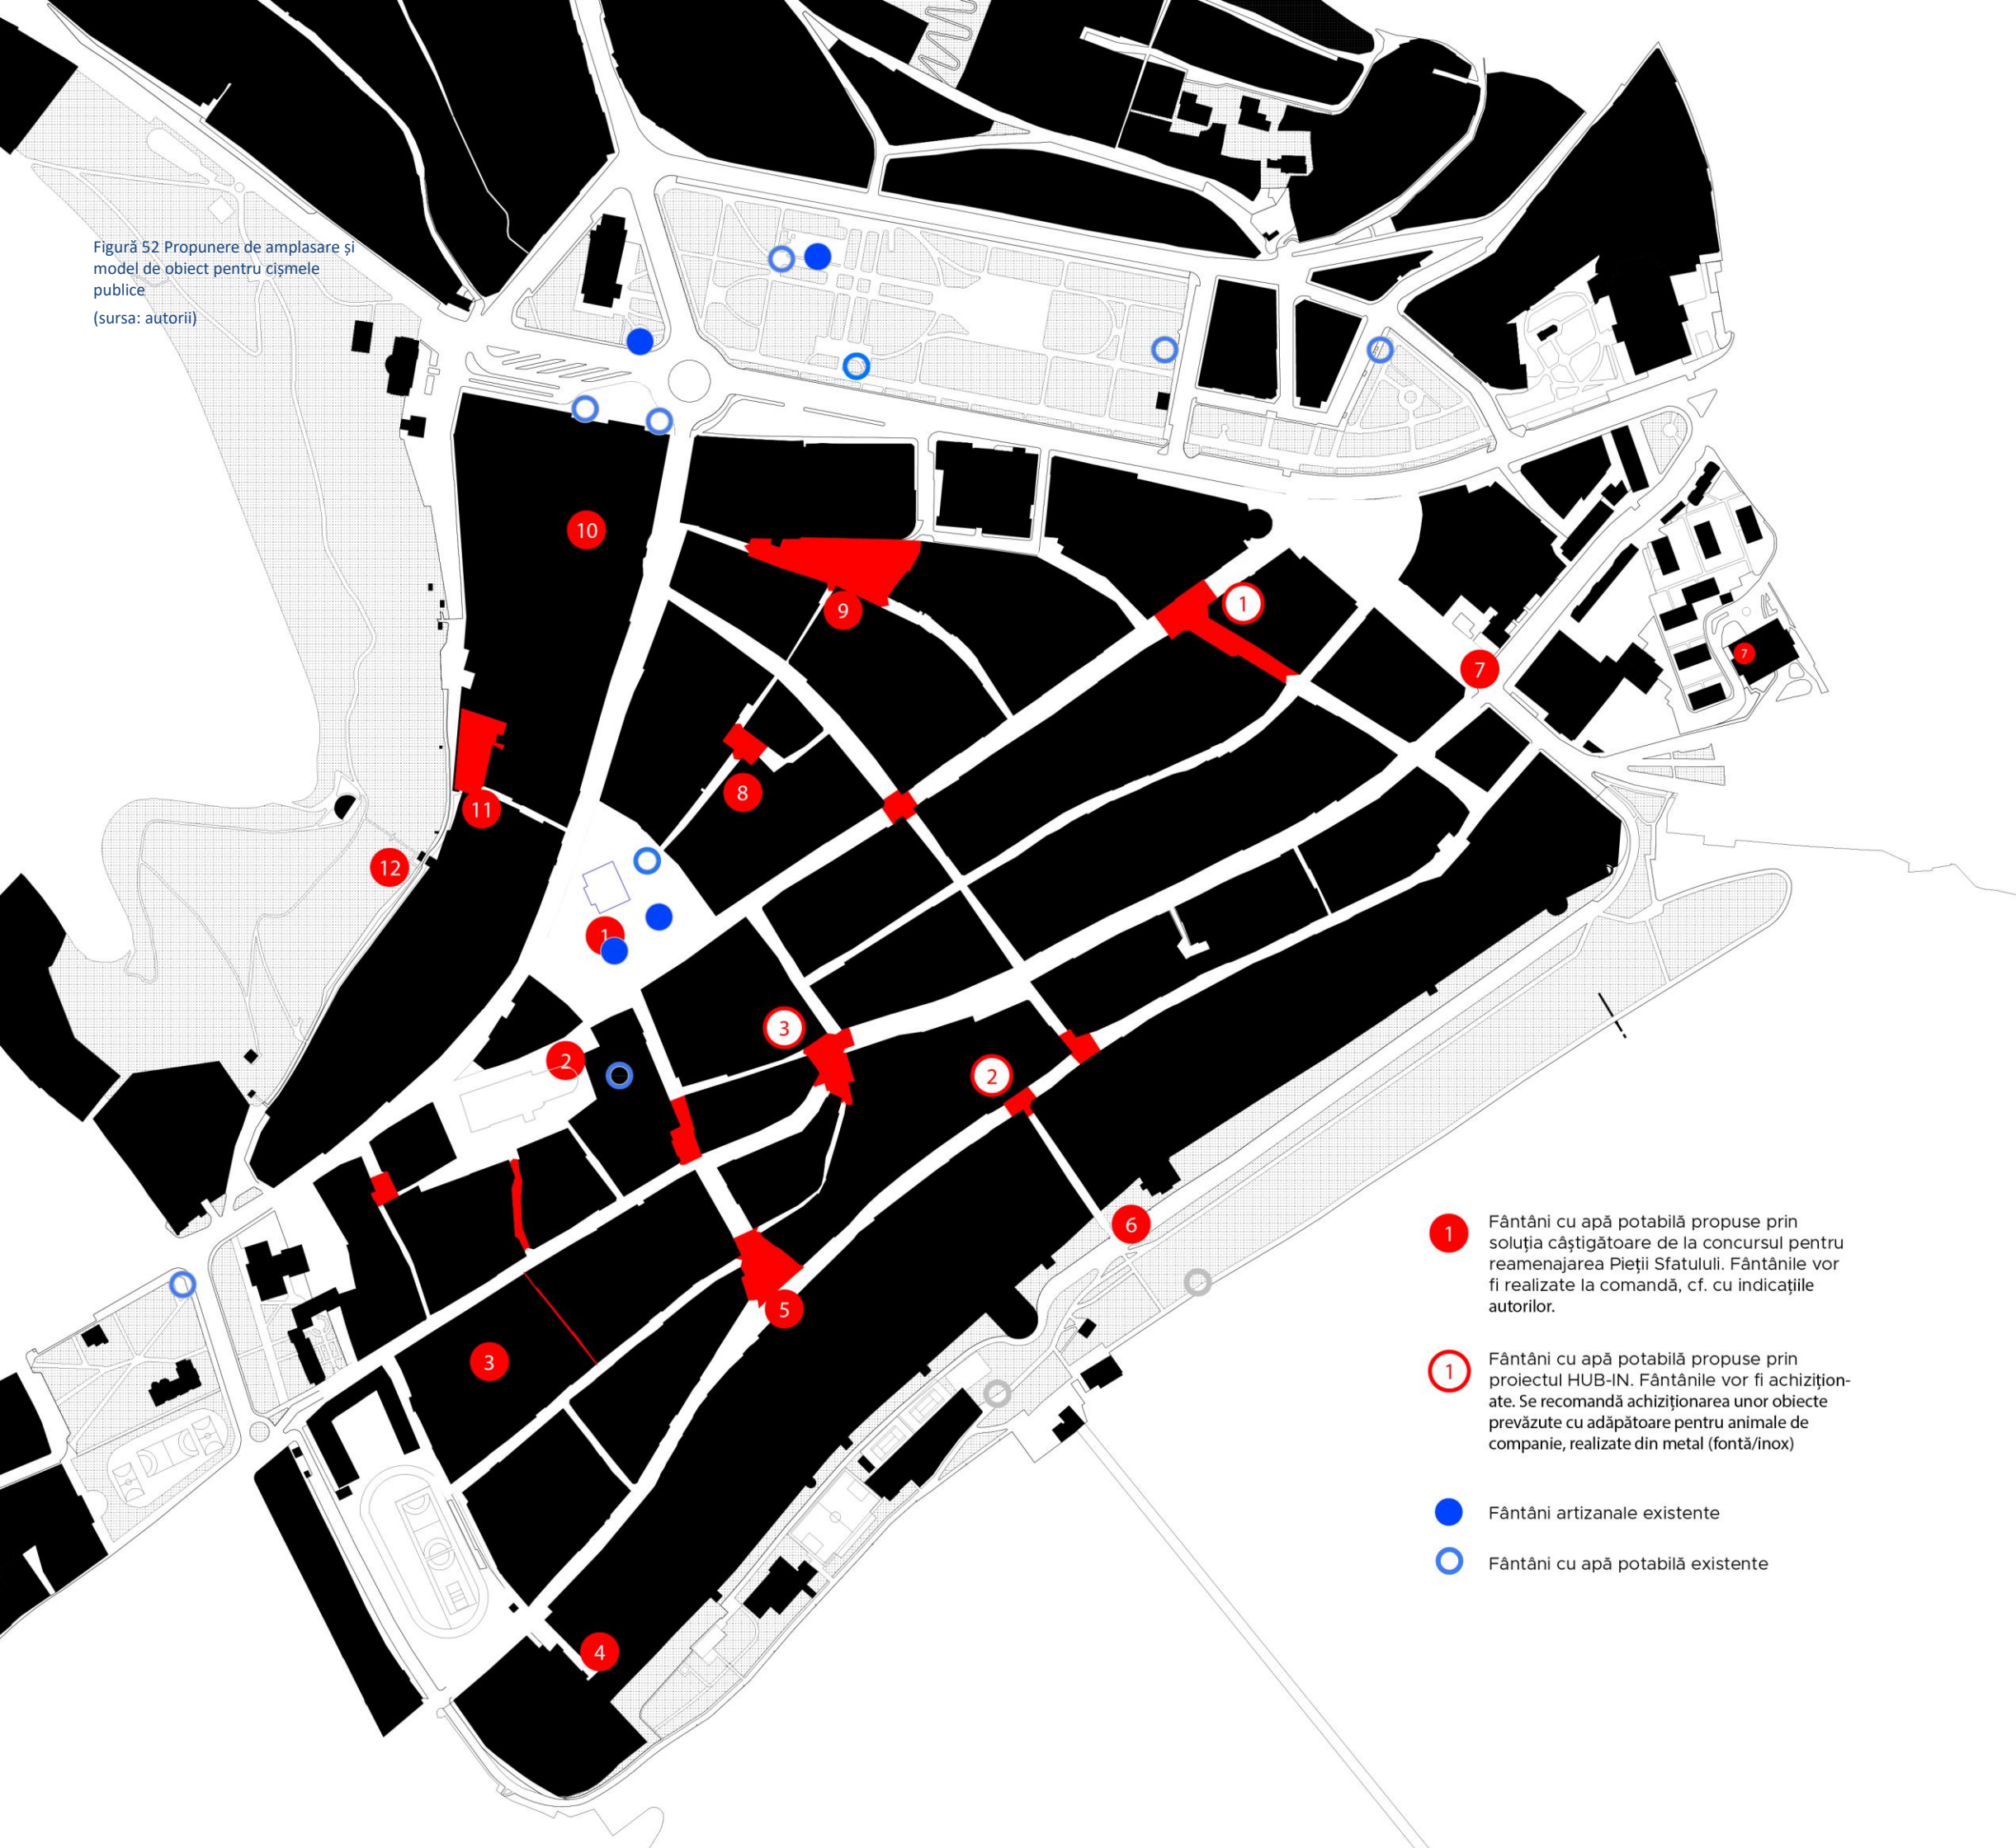 Figură 52 Propunere de amplasare și
model de obiect pentru cișmele
publice
(sursa: autorii)
10
9
1
7
7
8
11
12
1
3
2
2
6
5
3
4
1
Fântâni cu apă potabilă propuse prin
soluția câștigătoare de la concursul pentru
reamenajarea Pieții Sfatululi. Fântânile vor
fi realizate la comandă, cf. cu indicațiile
autorilor.
1
Fântâni cu apă potabilă propuse prin
proiectul HUB-IN. Fântânile vor fi achizițion-
ate. Se recomandă achiziționarea unor obiecte
prevăzute cu adăpătoare pentru animale de
companie, realizate din metal (fontă/inox)
Fântâni artizanale existente
Fântâni cu apă potabilă existente